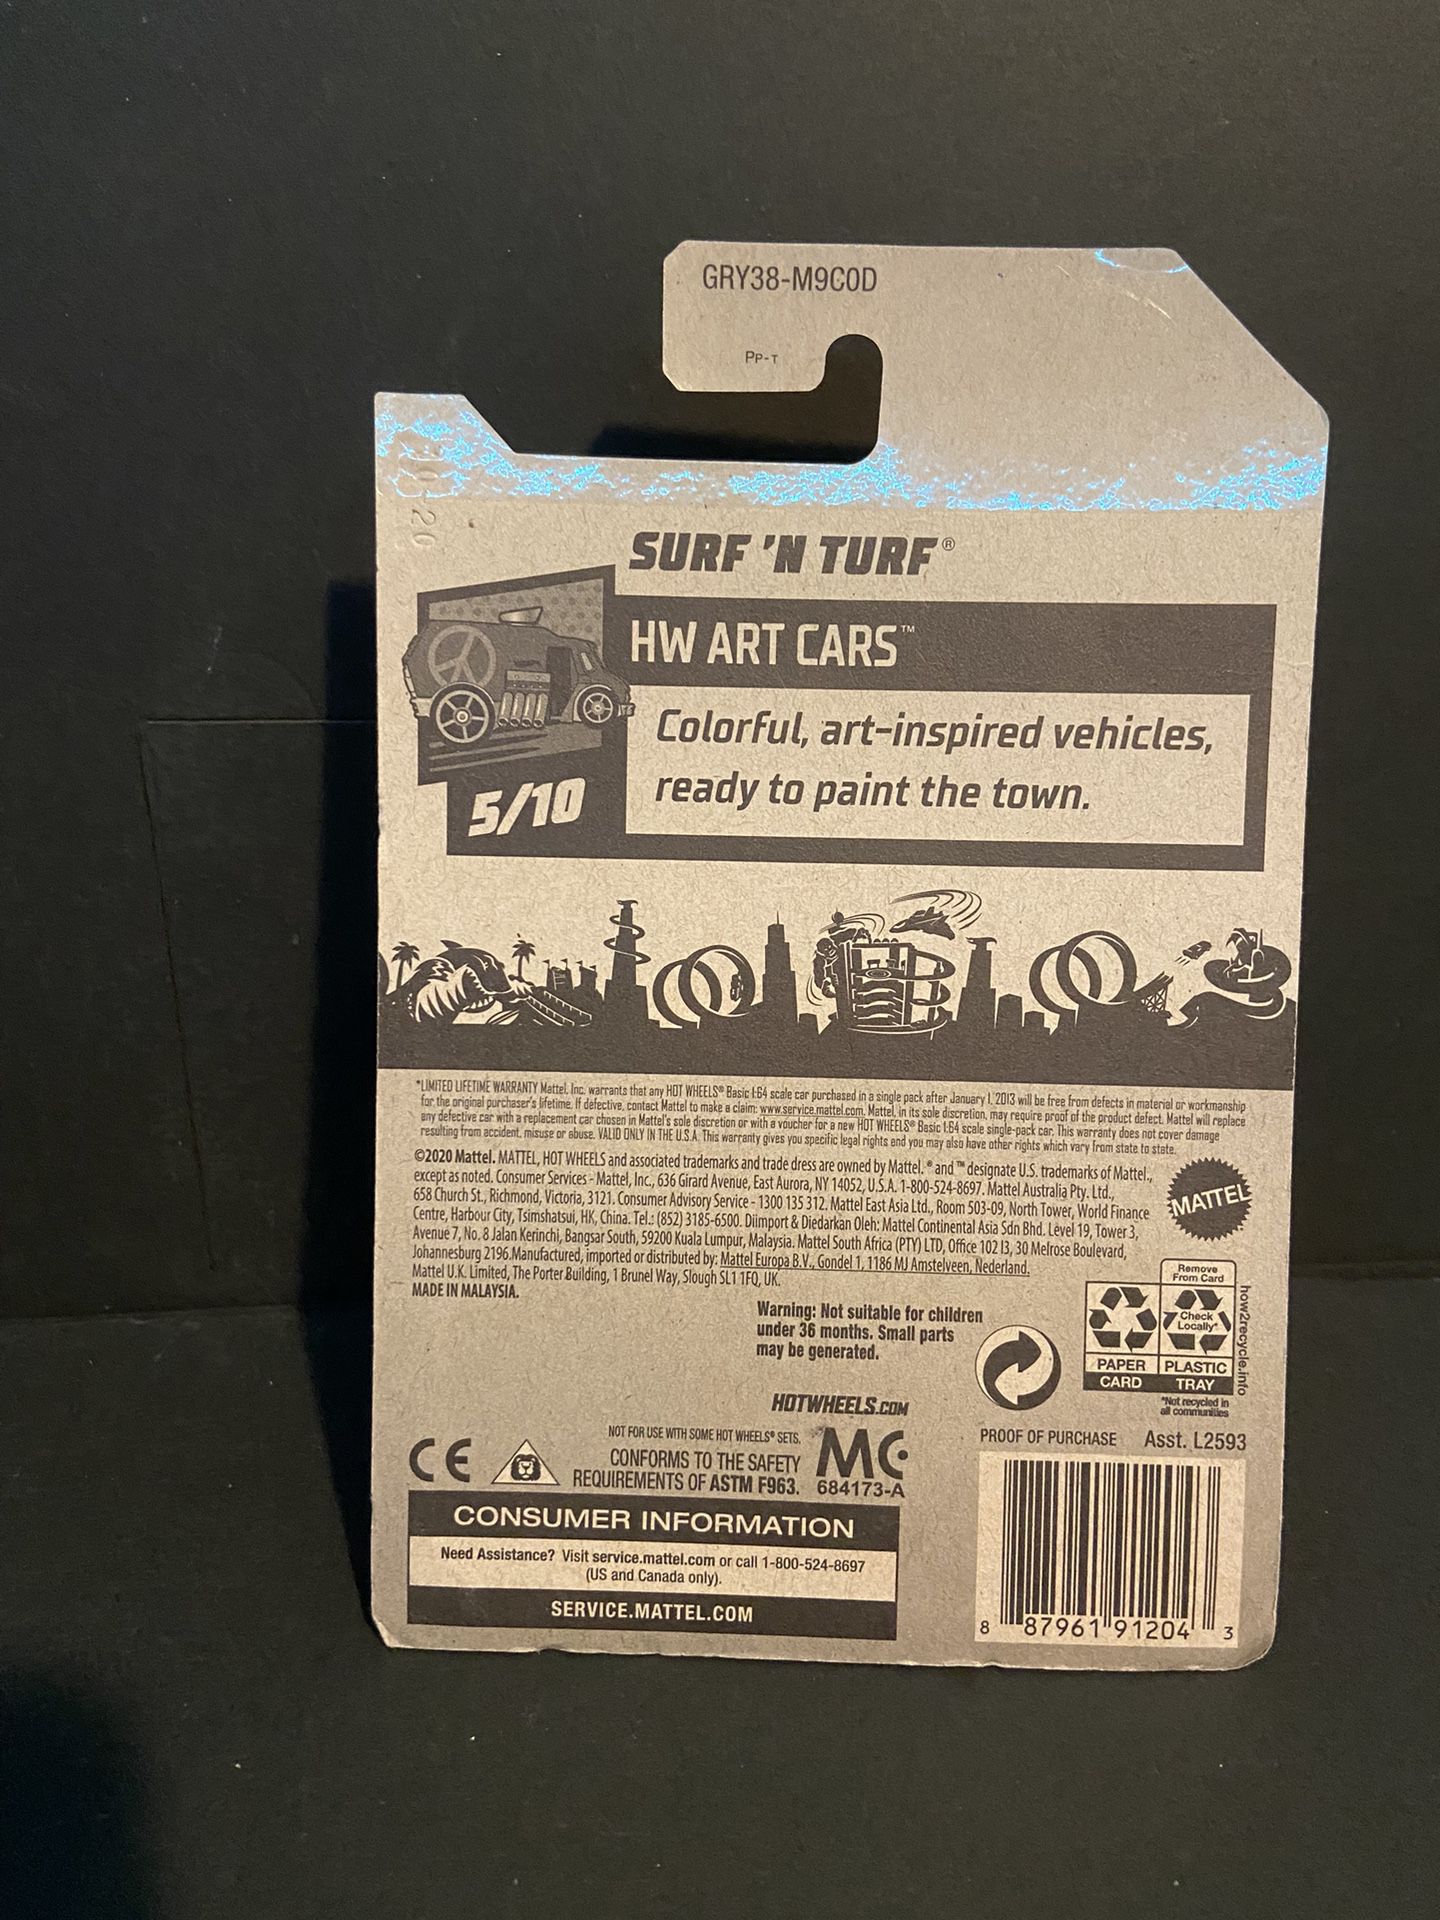 GRY38-M9C0D
Pp-T
20
SURF 'N TURF®
HW ART CARS™
Colorful, art-inspired vehicles,
ready to paint the town.
5/10
*LIMITED LIFETIME WARRANTY Mattel, Inc. warrants that any HOT WHEELS® Basic 1:64 scale car purchased in a single pack after January 1, 2013 will be free from defects in material or workmanship
for the original purchaser's lifetime. If defective, contact Mattel to make a claim: www.service.mattel.com. Mattel, in its sole discretion, may require proof of the product defect. Mattel will replace
any defective car with a replacement car chosen in Mattel's sole discretion or with a voucher for a new HOT WHEELS® Basic 1:64 scale single-pack car. This warranty does not cover damage
resulting from accident, misuse or abuse. VALID ONLY IN THE U.S.A. This warranty gives you specific legal rights and you may also have other rights which vary from state to state.
©2020 Mattel. MATTEL, HOT WHEELS and associated trademarks and trade dress are owned by Mattel. ® and ™ designate U.S. trademarks of Mattel,
except as noted. Consumer Services - Mattel, Inc., 636 Girard Avenue, East Aurora, NY 14052, U.S.A. 1-800-524-8697. Mattel Australia Pty. Ltd.,
658 Church St., Richmond, Victoria, 3121. Consumer Advisory Service - 1300 135 312. Mattel East Asia Ltd., Room 503-09, North Tower, World Finance
Centre, Harbour City, Tsimshatsui, HK, China. Tel.: (852) 3185-6500. Diimport & Diedarkan Oleh: Mattel Continental Asia Sdn Bhd. Level 19, Tower 3,
Avenue 7, No. 8 Jalan Kerinchi, Bangsar South, 59200 Kuala Lumpur, Malaysia. Mattel South Africa (PTY) LTD, Office 102 I3, 30 Melrose Boulevard,
Johannesburg 2196.Manufactured, imported or distributed by: Mattel Europa B.V., Gondel 1, 1186 MJ Amstelveen, Nederland.
Mattel U.K. Limited, The Porter Building, 1 Brunel Way, Slough SL1 1FQ, UK.
MADE IN MALAYSIA.
MATTEL
Warning: Not suitable for children
under 36 months. Small parts
may be generated.
Remove
From Card
Check
Locally*
PAPER
CARD
PLASTIC
TRAY
*Not recycled in
all communities
how2recycle.info
HOTWHEELS.COM
NOT FOR USE WITH SOME HOT WHEELS® SETS.
CONFORMS TO THE SAFETY
REQUIREMENTS OF ASTM F963.
CE
MC
684173-A
PROOF OF PURCHASE Asst. L2593
CONSUMER INFORMATION
Need Assistance? Visit service.mattel.com or call 1-800-524-8697
(US and Canada only).
SERVICE.MATTEL.COM
8 87961 91204 3